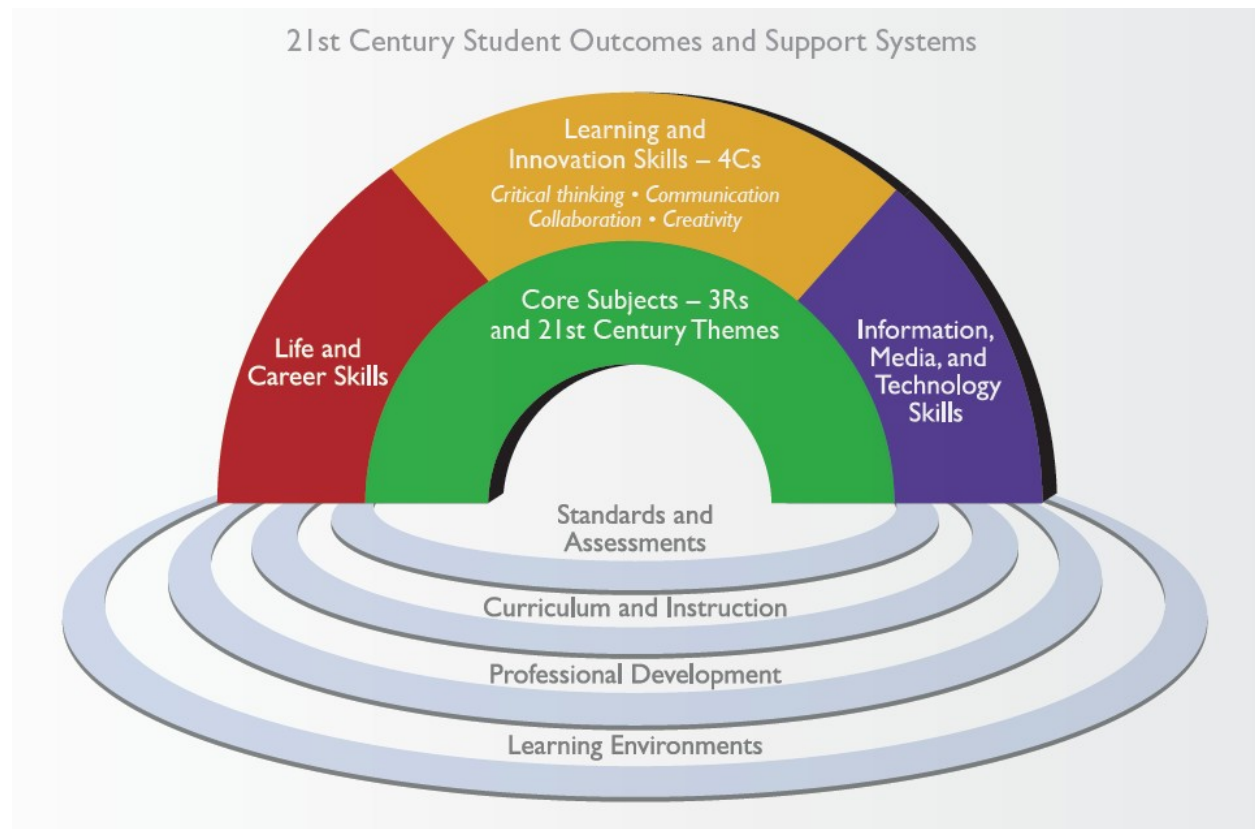 21st Century Student Outcomes and Support Systems
Learning and
Innovation Skills – 4Cs
Critical thinking • Communication
Collaboration • Creativity
Core Subjects – 3Rs
and 21st Century Themes
Life and
Career Skills
Information,
Media, and
Technology
Skills
Standards and
Assessments
Curriculum and Instruction
Professional Development
Learning Environments